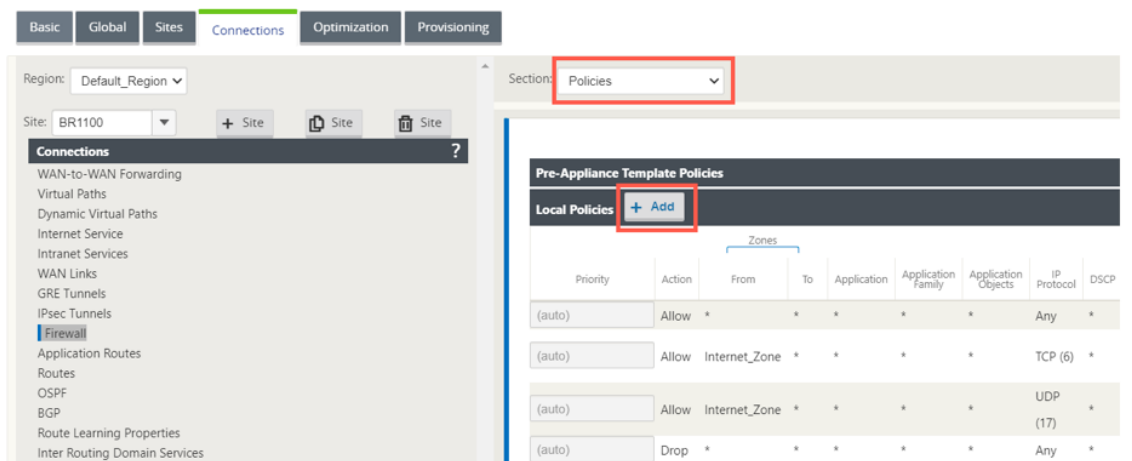 Basic Global Sites Connections Optimization Provisioning
Region: Default_Region
Section: Policies
Site: BR1100 + Site Site Site
Connections ?
WAN-to-WAN Forwarding
Virtual Paths
Dynamic Virtual Paths
Internet Service
Intranet Services
WAN Links
GRE Tunnels
IPsec Tunnels
Firewall
Application Routes
Routes
OSPF
BGP
Route Learning Properties
Inter Routing Domain Services
Pre-Appliance Template Policies
Local Policies + Add
Zones
Priority Action From To Application Application Family Application Objects IP Protocol DSCP
(auto) Allow * * * * * Any *
(auto) Allow Internet_Zone * * * * TCP (6) *
(auto) Allow Internet_Zone * * * * UDP (17) *
(auto) Drop * * * * * Any *